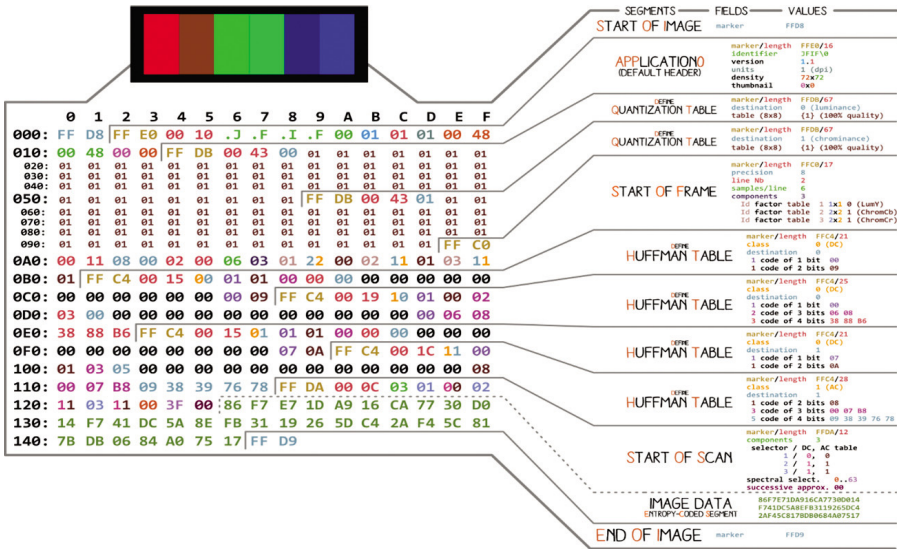 0 1 2 3 4 5 6 7 8 9 A B C D E F
000: FF D8 FF E0 00 10 .J .F .I .F 00 01 01 01 00 48
010: 00 48 00 00 FF DB 00 43 00 01 01 01 01 01 01 01
020: 01 01 01 01 01 01 01 01 01 01 01 01 01 01 01 01
030: 01 01 01 01 01 01 01 01 01 01 01 01 01 01 01 01
040: 01 01 01 01 01 01 01 01 01 01 01 01 01 01 01 01
050: 01 01 01 01 01 01 01 01 01 FF DB 00 43 01 01 01
060: 01 01 01 01 01 01 01 01 01 01 01 01 01 01 01 01
070: 01 01 01 01 01 01 01 01 01 01 01 01 01 01 01 01
080: 01 01 01 01 01 01 01 01 01 01 01 01 01 01 01 01
090: 01 01 01 01 01 01 01 01 01 01 01 01 01 01 FF C0
0A0: 00 11 08 00 02 00 06 03 01 22 00 02 11 01 03 11
0B0: 01 FF C4 00 15 00 01 01 00 00 00 00 00 00 00 00
0C0: 00 00 00 00 00 00 00 09 FF C4 00 19 10 01 00 02
0D0: 03 00 00 00 00 00 00 00 00 00 00 00 00 00 06 08
0E0: 38 88 B6 FF C4 00 15 01 01 01 00 00 00 00 00 00
0F0: 00 00 00 00 00 00 00 00 07 0A FF C4 00 1C 11 00
100: 01 03 05 00 00 00 00 00 00 00 00 00 00 00 00 08
110: 00 07 B8 09 38 39 76 78 FF DA 00 0C 03 01 00 02
120: 11 03 11 00 3F 00 86 F7 E7 1D A9 16 CA 77 30 D0
130: 14 F7 41 DC 5A 8E FB 31 19 26 5D C4 2A F4 5C 81
140: 7B DB 06 84 A0 75 17 FF D9
SEGMENTS FIELDS VALUES
START OF IMAGE marker FFD8
APPLICATION0
(DEFAULT HEADER)
marker/length FFE0/16
identifier JFIF\0
version 1.1
units 1 (dpi)
density 72x72
thumbnail 0x0
DEFINE
QUANTIZATION TABLE
marker/length FFDB/67
destination 0 (luminance)
table (8x8) {1} (100% quality)
DEFINE
QUANTIZATION TABLE
marker/length FFDB/67
destination 1 (chrominance)
table (8x8) {1} (100% quality)
START OF FRAME
marker/length FFC0/17
precision 8
line Nb 2
samples/line 6
components 3
Id factor table 1 1x1 0 (LumY)
Id factor table 2 2x2 1 (ChromCb)
Id factor table 3 2x2 1 (ChromCr)
DEFINE
HUFFMAN TABLE
marker/length FFC4/21
class 0 (DC)
destination 0
1 code of 1 bit 00
1 code of 2 bits 09
DEFINE
HUFFMAN TABLE
marker/length FFC4/25
class 0 (DC)
destination 0
1 code of 1 bit 00
2 code of 3 bits 06 08
3 code of 4 bits 38 88 B6
DEFINE
HUFFMAN TABLE
marker/length FFC4/21
class 0 (DC)
destination 1
1 code of 1 bit 07
1 code of 2 bits 0A
DEFINE
HUFFMAN TABLE
marker/length FFC4/28
class 1 (AC)
destination 1
1 code of 2 bits 08
3 code of 3 bits 00 07 B8
5 code of 4 bits 09 38 39 76 78
START OF SCAN
marker/length FFDA/12
components 3
selector / DC, AC table
1 / 0, 0
2 / 1, 1
3 / 1, 1
spectral select. 0..63
successive approx. 00
IMAGE DATA
ENTROPY-CODED SEGMENT
86F7E71DA916CA7730D014
F741DC5A8EFB3119265DC4
2AF45C817BDB0684A07517
END OF IMAGE marker FFD9